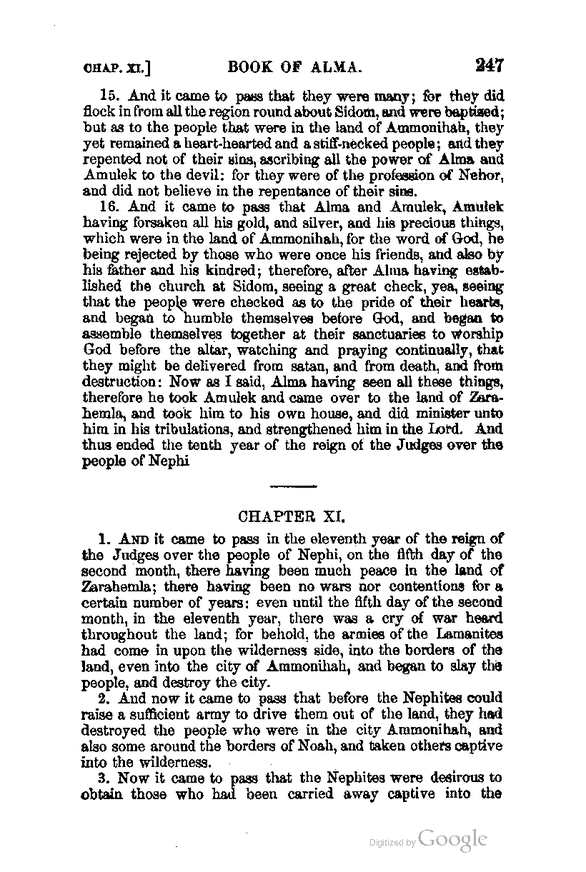 CHAP. XI.] BOOK OF ALMA. 247
15. And it came to pass that they were many; for they did
flock in from all the region round about Sidom, and were baptised;
but as to the people that were in the land of Ammonihah, they
yet remained a heart-hearted and a stiff-necked people; and they
repented not of their sins, ascribing all the power of Alma and
Amulek to the devil: for they were of the profession of Nehor,
and did not believe in the repentance of their sins.
16. And it came to pass that Alma and Amulek, Amulek
having forsaken all his gold, and silver, and his precious things,
which were in the land of Ammonihah, for the word of God, he
being rejected by those who were once his friends, and also by
his father and his kindred; therefore, after Alma having estab-
lished the church at Sidom, seeing a great check, yea, seeing
that the people were checked as to the pride of their hearts,
and began to humble themselves before God, and began to
assemble themselves together at their sanctuaries to worship
God before the altar, watching and praying continually, that
they might be delivered from satan, and from death, and from
destruction: Now as I said, Alma having seen all these things,
therefore he took Amulek and came over to the land of Zara-
hemla, and took him to his own house, and did minister unto
him in his tribulations, and strengthened him in the Lord. And
thus ended the tenth year of the reign of the Judges over the
people of Nephi
CHAPTER XI.
1. AND it came to pass in the eleventh year of the reign of
the Judges over the people of Nephi, on the fifth day of the
second month, there having been much peace in the land of
Zarahemla; there having been no wars nor contentions for a
certain number of years: even until the fifth day of the second
month, in the eleventh year, there was a cry of war heard
throughout the land; for behold, the armies of the Lamanites
had come in upon the wilderness side, into the borders of the
land, even into the city of Ammonihah, and began to slay the
people, and destroy the city.
2. And now it came to pass that before the Nephites could
raise a sufficient army to drive them out of the land, they had
destroyed the people who were in the city Ammonihah, and
also some around the borders of Noah, and taken others captive
into the wilderness.
3. Now it came to pass that the Nephites were desirous to
obtain those who had been carried away captive into the
Digitized by Google